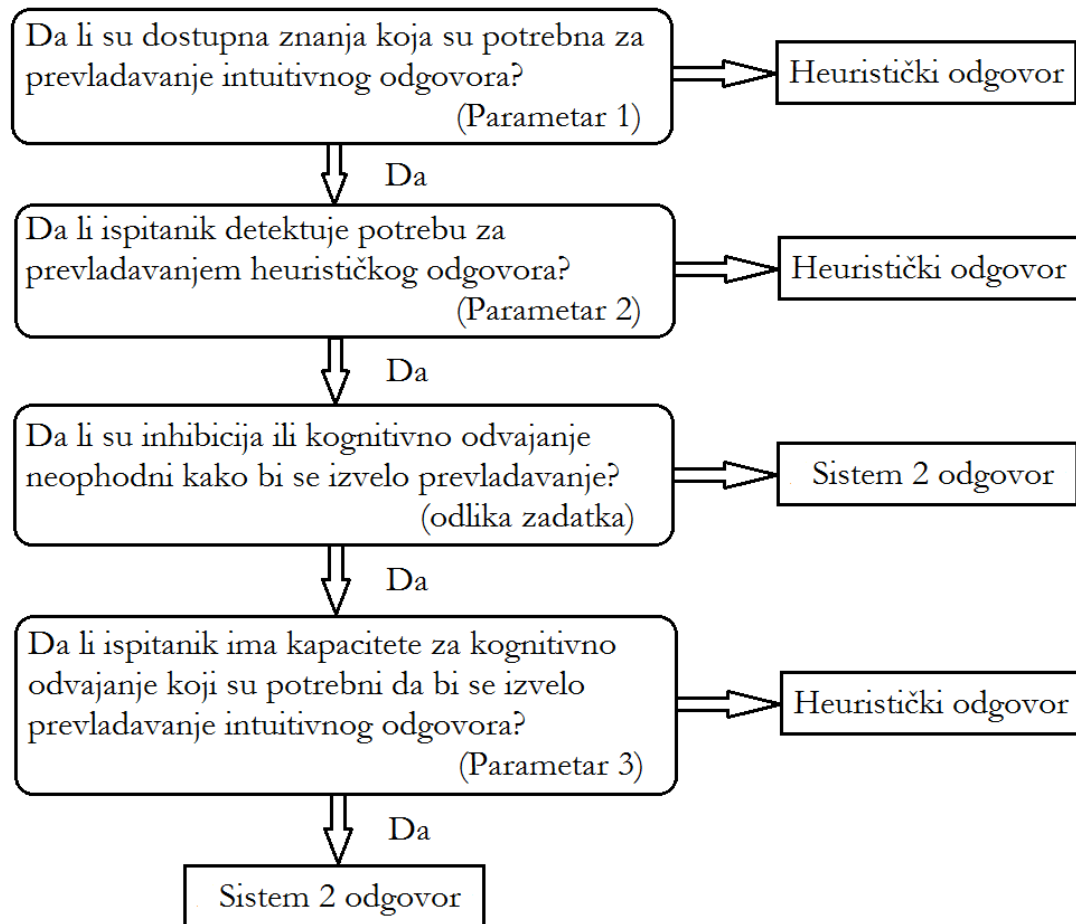 Da li su dostupna znanja koja su potrebna za
prevladavanje intuitivnog odgovora?
(Parametar 1)
Heuristički odgovor
Da
Da li ispitanik detektuje potrebu za
prevladavanjem heurističkog odgovora?
(Parametar 2)
Heuristički odgovor
Da
Da li su inhibicija ili kognitivno odvajanje
neophodni kako bi se izvelo prevladavanje?
(odlika zadatka)
Sistem 2 odgovor
Da
Da li ispitanik ima kapacitete za kognitivno
odvajanje koji su potrebni da bi se izvelo
prevladavanje intuitivnog odgovora?
(Parametar 3)
Heuristički odgovor
Da
Sistem 2 odgovor